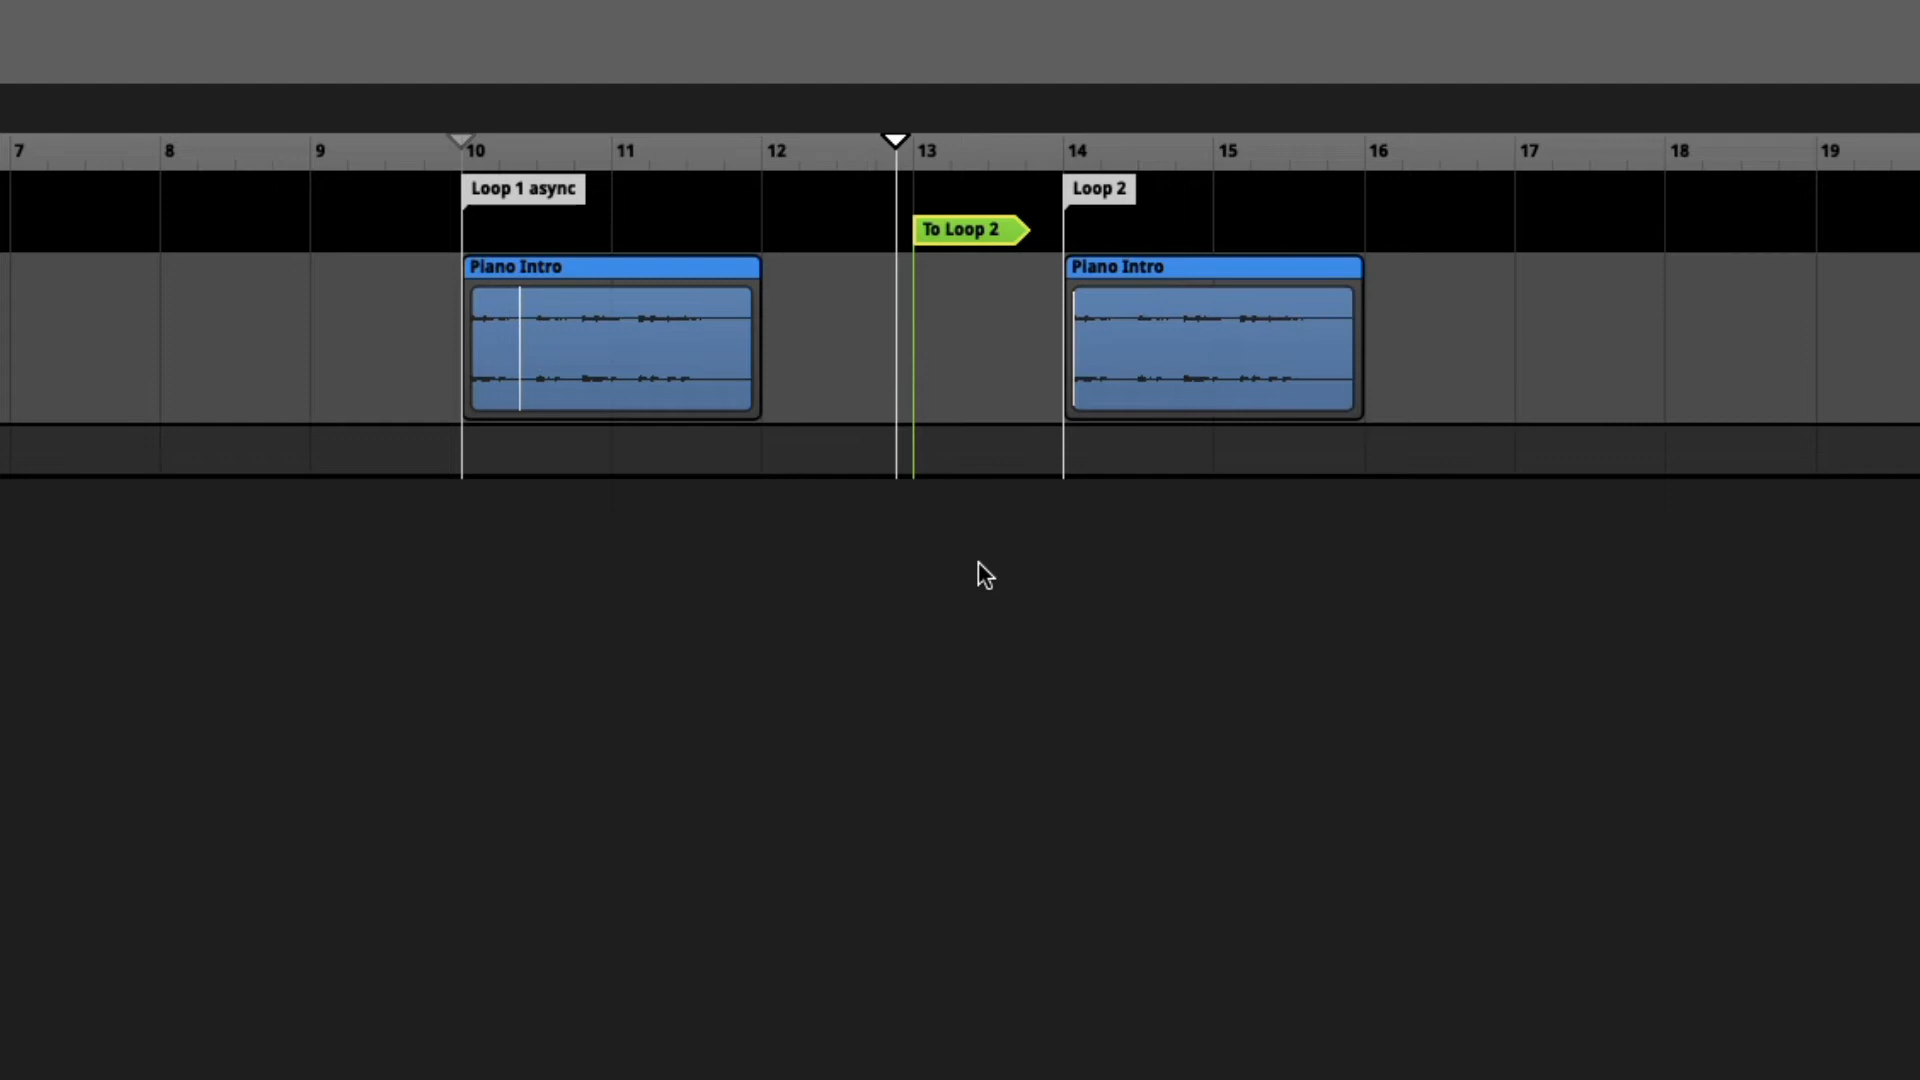 7 8 9 10 11 12 13 14 15 16 17 18 19
Loop 1 async Loop 2
To Loop 2
Piano Intro Piano Intro